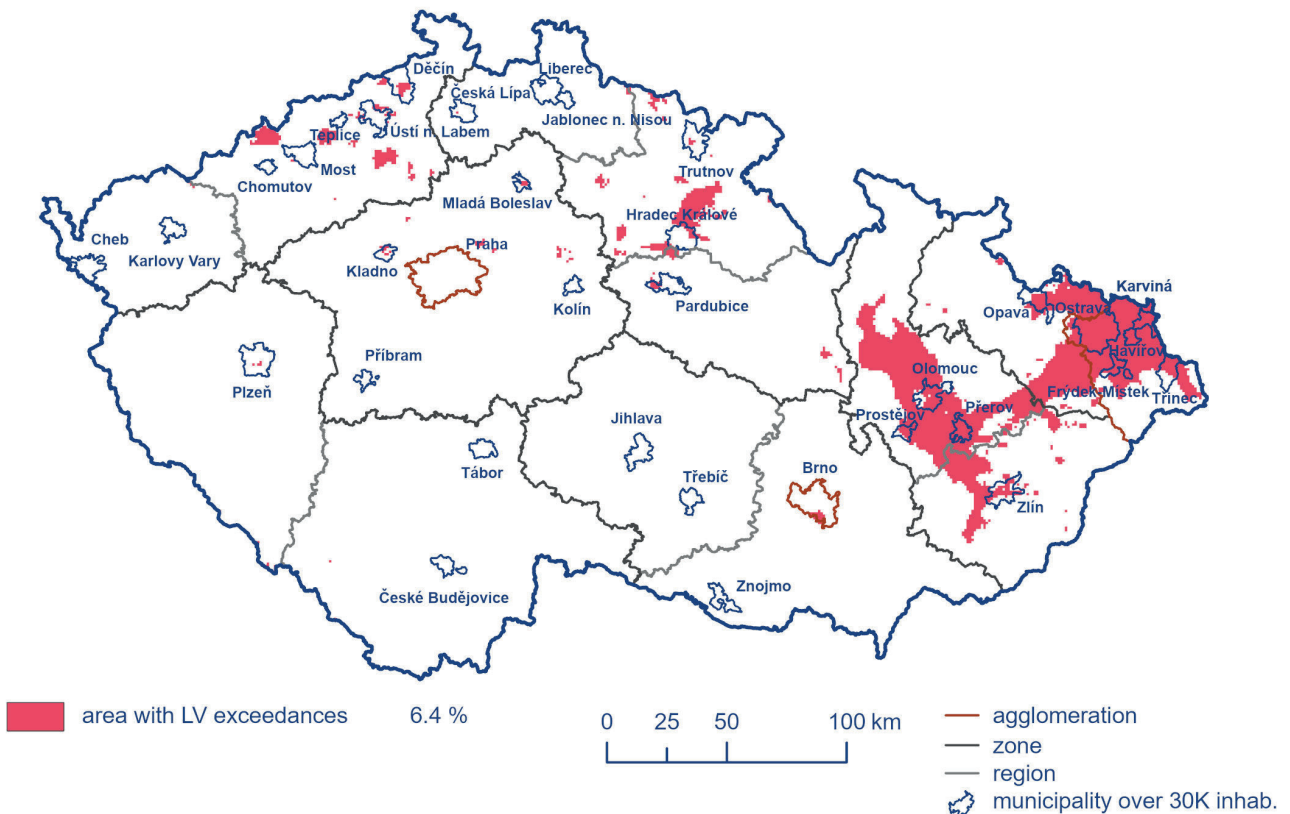 Děčín
Liberec
Česká Lípa
Jablonec n. Nisou
Teplice
Ústí n. Labem
Most
Chomutov
Trutnov
Mladá Boleslav
Hradec Králové
Cheb
Karlovy Vary
Kladno
Praha
Kolín
Pardubice
Opava
Ostrava
Karviná
Havířov
Příbram
Plzeň
Olomouc
Frýdek-Místek
Třinec
Prostějov
Přerov
Jihlava
Tábor
Třebíč
Brno
Zlín
České Budějovice
Znojmo
area with LV exceedances 6.4 %
0 25 50 100 km
agglomeration
zone
region
municipality over 30K inhab.